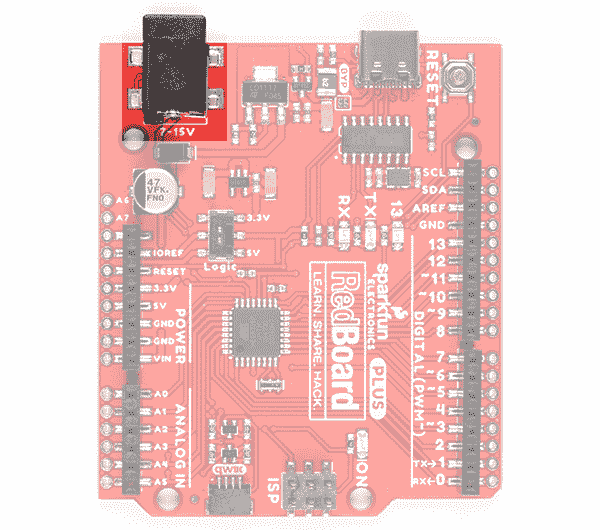 7-15V
BYP
RESET
47
VFK.
FNO
A6
A7
IOREF
RESET
3.3V
5V
GND
GND
VIN
POWER
A0
A1
A2
A3
A4
A5
ANALOG IN
3.3V
5V
Logic
RX
TX
13
SCL
SDA
AREF
GND
13
12
~11
~10
~9
8
7
~6
~5
4
~3
2
TX→1
RX←0
DIGITAL (PWM~)
sparkfun
ELECTRONICS
RedBoard
LEARN. SHARE. HACK.
PLUS
ON
ISP
qwiic